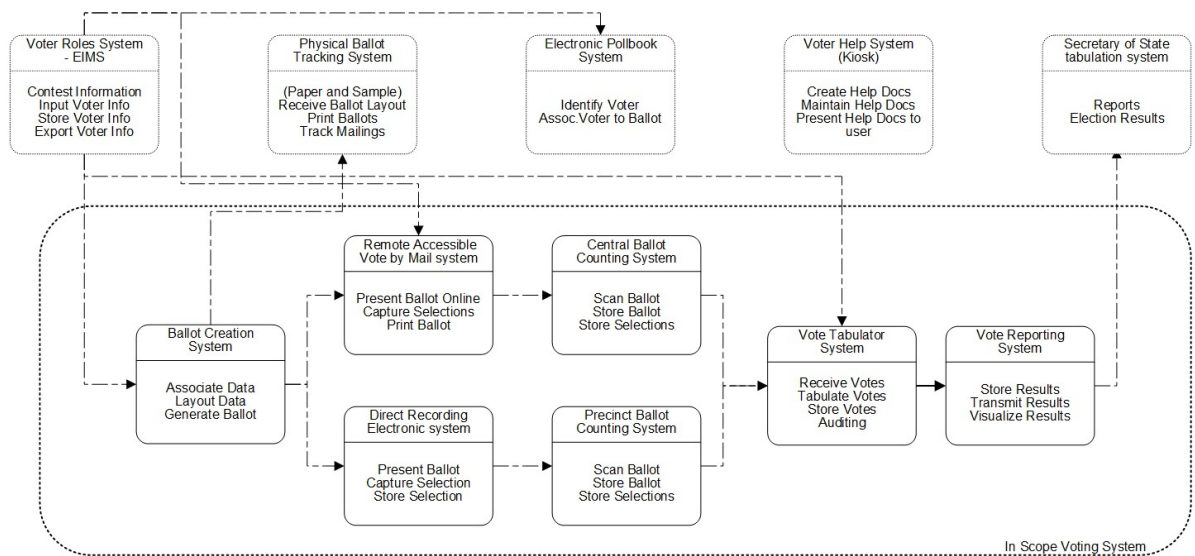 Voter Roles System
- EIMS
Contest Information
Input Voter Info
Store Voter Info
Export Voter Info
Physical Ballot
Tracking System
(Paper and Sample)
Receive Ballot Layout
Print Ballots
Track Mailings
Electronic Pollbook
System
Identify Voter
Assoc.Voter to Ballot
Voter Help System
(Kiosk)
Create Help Docs
Maintain Help Docs
Present Help Docs to
user
Secretary of State
tabulation system
Reports
Election Results
Ballot Creation
System
Associate Data
Layout Data
Generate Ballot
Remote Accessible
Vote by Mail system
Present Ballot Online
Capture Selections
Print Ballot
Central Ballot
Counting System
Scan Ballot
Store Ballot
Store Selections
Direct Recording
Electronic system
Present Ballot
Capture Selection
Store Selection
Precinct Ballot
Counting System
Scan Ballot
Store Ballot
Store Selections
Vote Tabulator
System
Receive Votes
Tabulate Votes
Store Votes
Auditing
Vote Reporting
System
Store Results
Transmit Results
Visualize Results
In Scope Voting System